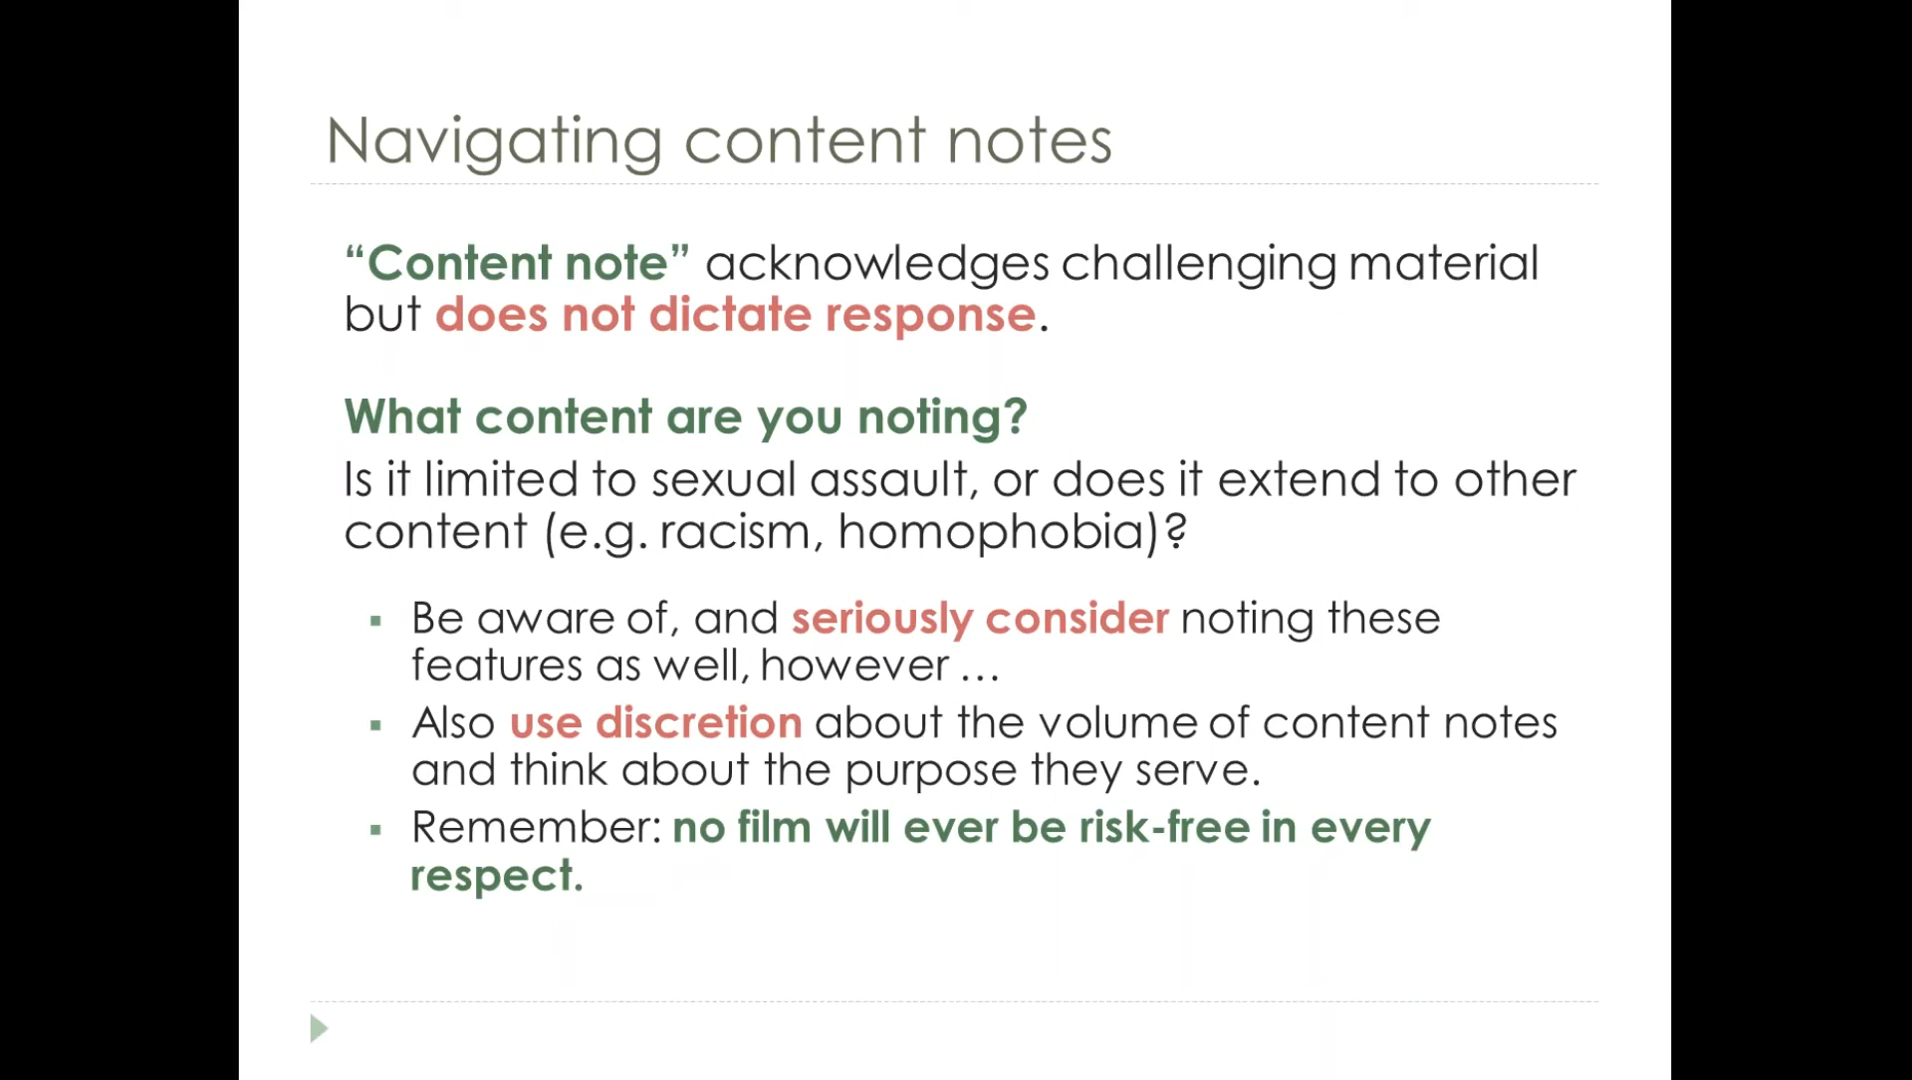 Navigating content notes
“Content note” acknowledges challenging material
but does not dictate response.
What content are you noting?
Is it limited to sexual assault, or does it extend to other
content (e.g. racism, homophobia)?
▪ Be aware of, and seriously consider noting these
features as well, however …
▪ Also use discretion about the volume of content notes
and think about the purpose they serve.
▪ Remember: no film will ever be risk-free in every
respect.